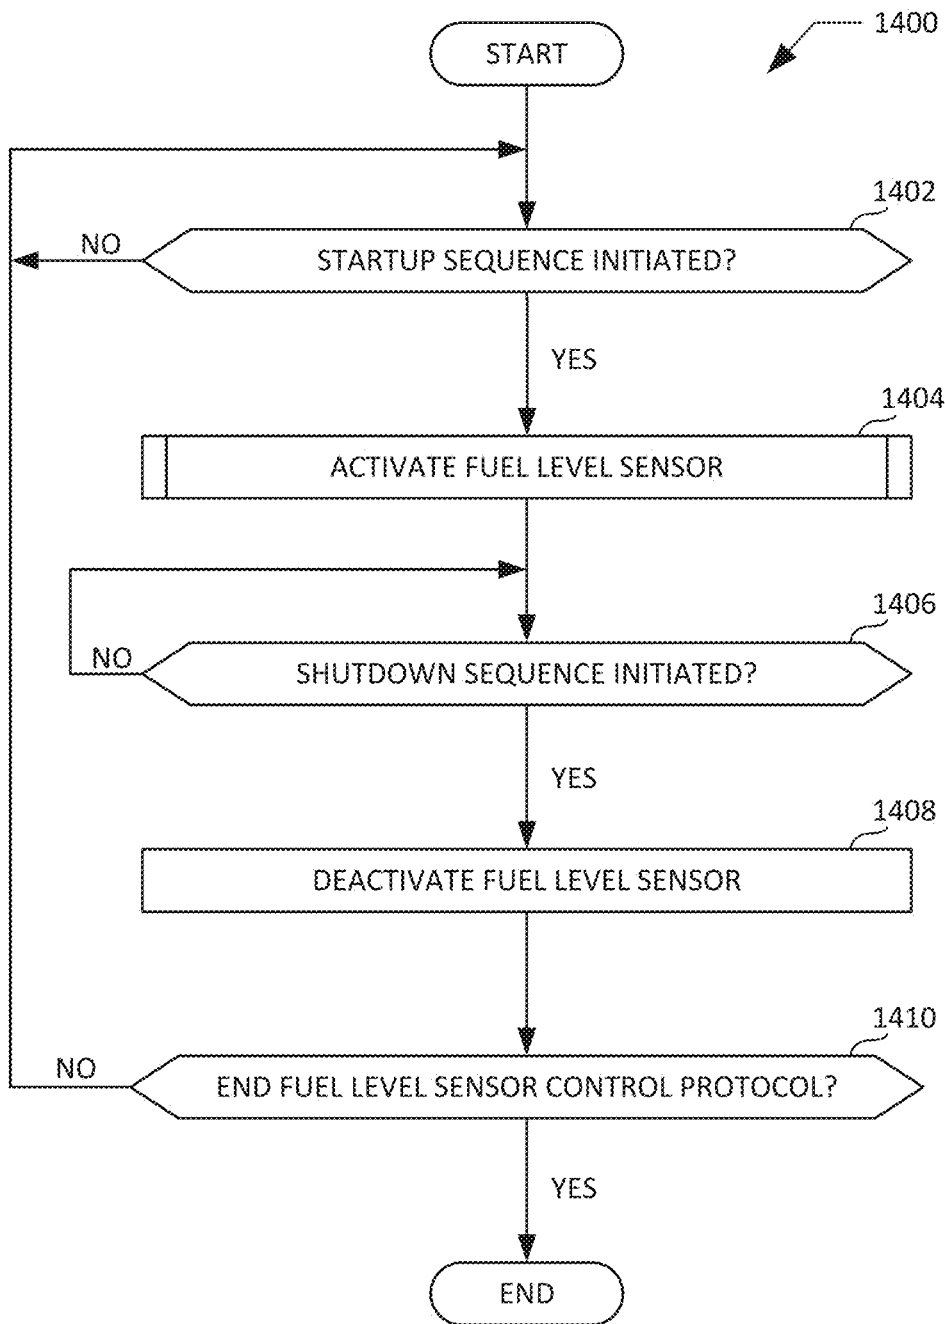 1400
START
1402
NO
STARTUP SEQUENCE INITIATED?
YES
1404
ACTIVATE FUEL LEVEL SENSOR
1406
NO
SHUTDOWN SEQUENCE INITIATED?
YES
1408
DEACTIVATE FUEL LEVEL SENSOR
1410
NO
END FUEL LEVEL SENSOR CONTROL PROTOCOL?
YES
END